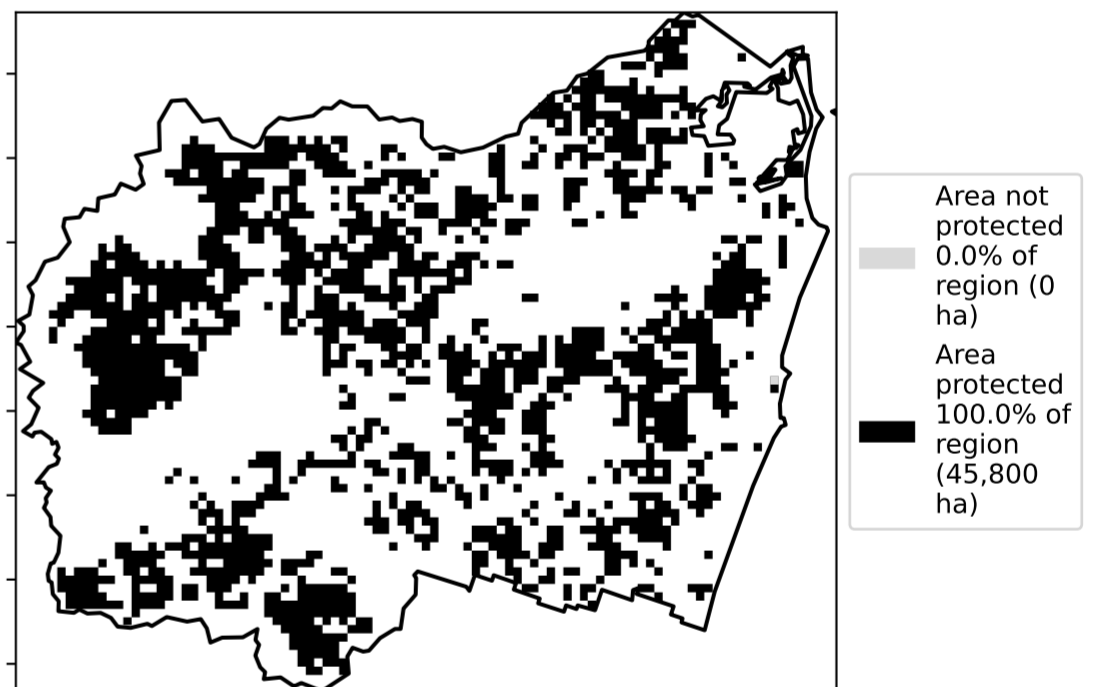 Area not
protected
0.0% of
region (0
ha)
Area
protected
100.0% of
region
(45,800
ha)